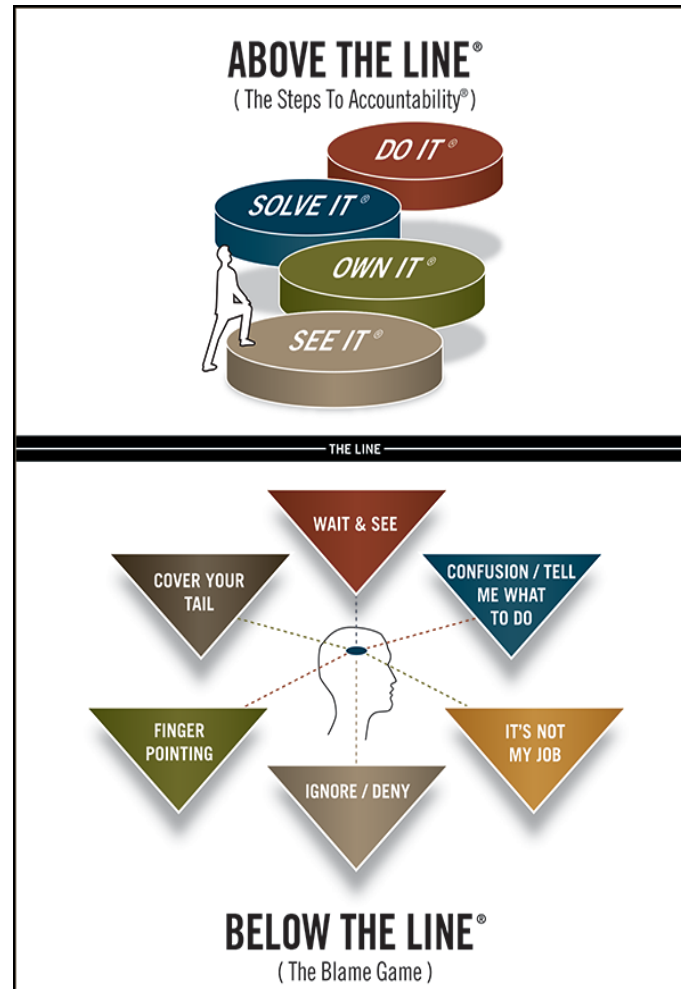 ABOVE THE LINE®
( The Steps To Accountability®)
DO IT ®
SOLVE IT ®
OWN IT ®
SEE IT ®
THE LINE
WAIT & SEE
COVER YOUR
TAIL
CONFUSION / TELL
ME WHAT
TO DO
FINGER
POINTING
IT'S NOT
MY JOB
IGNORE / DENY
BELOW THE LINE®
( The Blame Game )